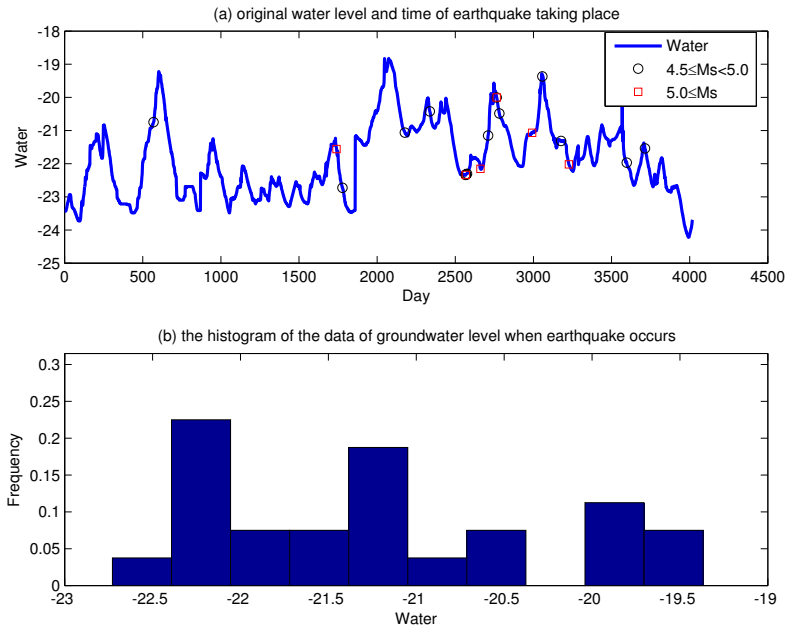 (a) original water level and time of earthquake taking place
-18
-19
-20
-21
-22
-23
-24
-25
Water
Water
4.5≤Ms<5.0
5.0≤Ms
0 500 1000 1500 2000 2500 3000 3500 4000 4500
Day
(b) the histogram of the data of groundwater level when earthquake occurs
0.3
0.25
0.2
0.15
0.1
0.05
0
Frequency
-23 -22.5 -22 -21.5 -21 -20.5 -20 -19.5 -19
Water